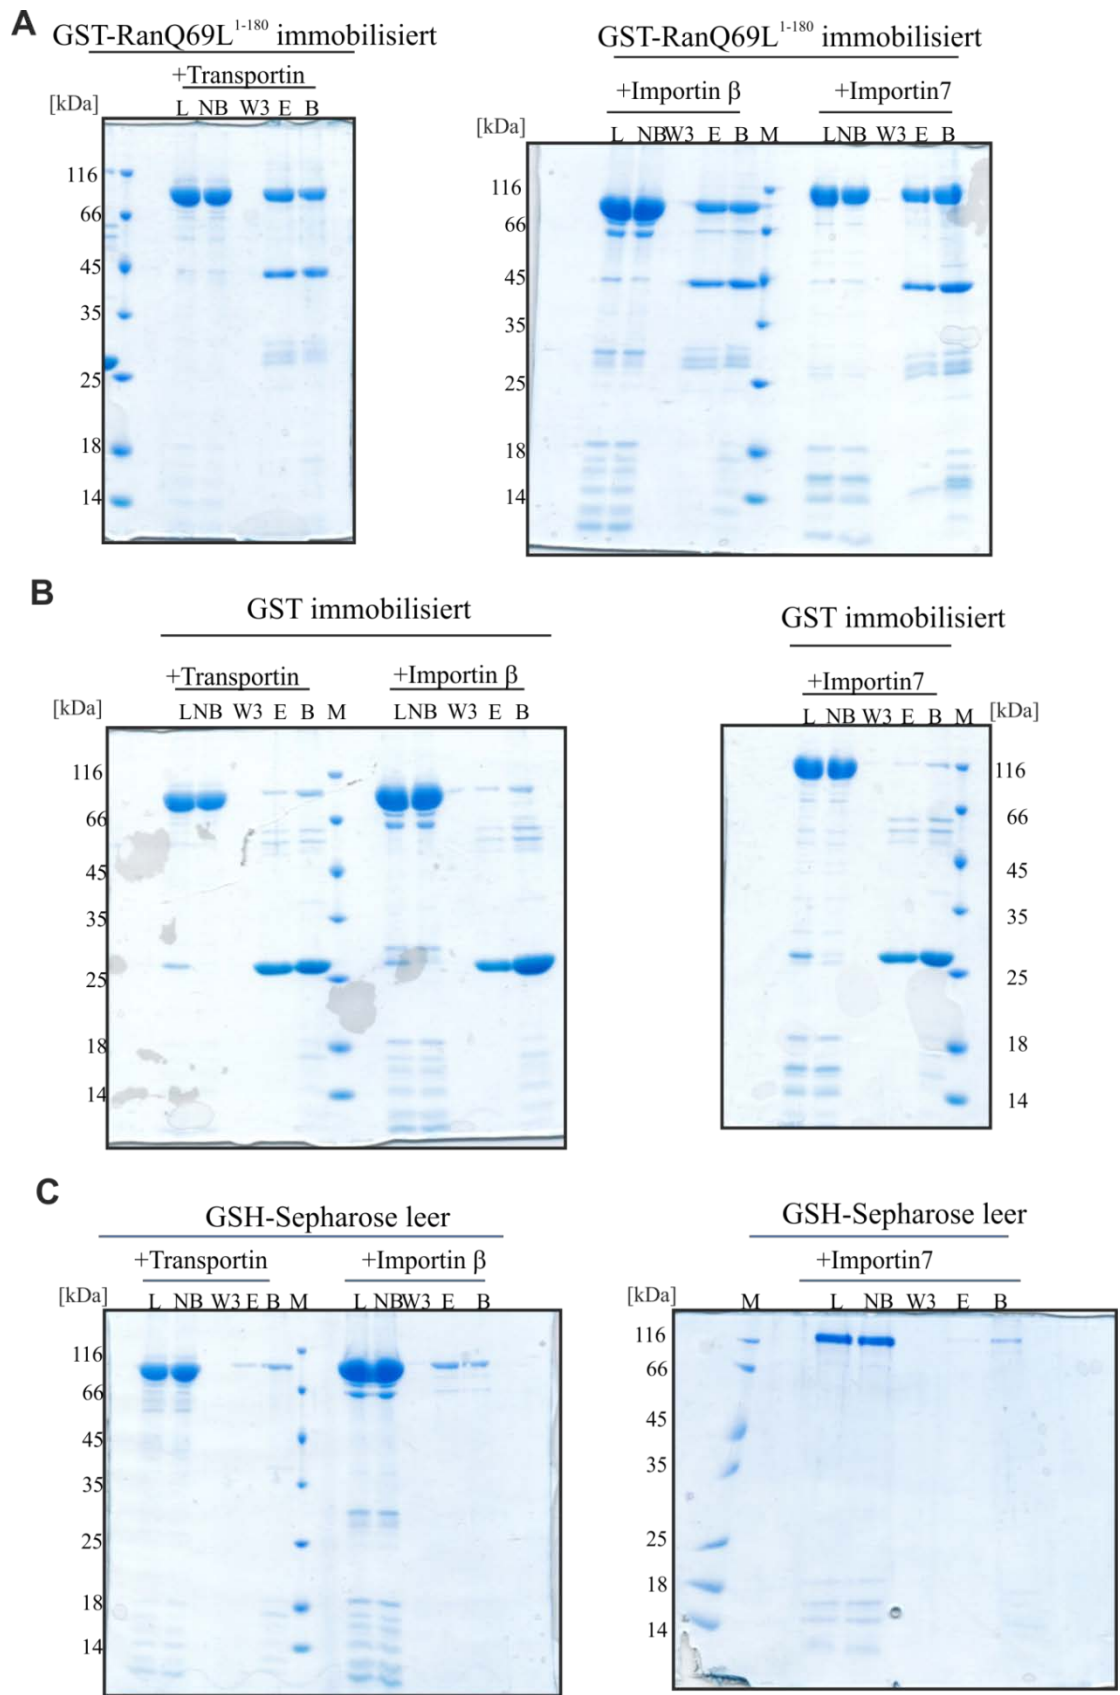 A
GST-RanQ69L1-180 immobilisiert
+Transportin
[kDa]
L NB W3 E B
116
66
45
35
25
18
14
GST-RanQ69L1-180 immobilisiert
+Importin β +Importin7
[kDa]
L NB W3 E B M L NB W3 E B
116
66
45
35
25
18
14
B
GST immobilisiert
+Transportin +Importin β
[kDa]
L NB W3 E B M L NB W3 E B
116
66
45
35
25
18
14
GST immobilisiert
+Importin7
L NB W3 E B M [kDa]
116
66
45
35
25
18
14
C
GSH-Sepharose leer
+Transportin +Importin β
[kDa]
L NB W3 E B M L NB W3 E B
116
66
45
35
25
18
14
GSH-Sepharose leer
+Importin7
[kDa]
M L NB W3 E B
116
66
45
35
25
18
14